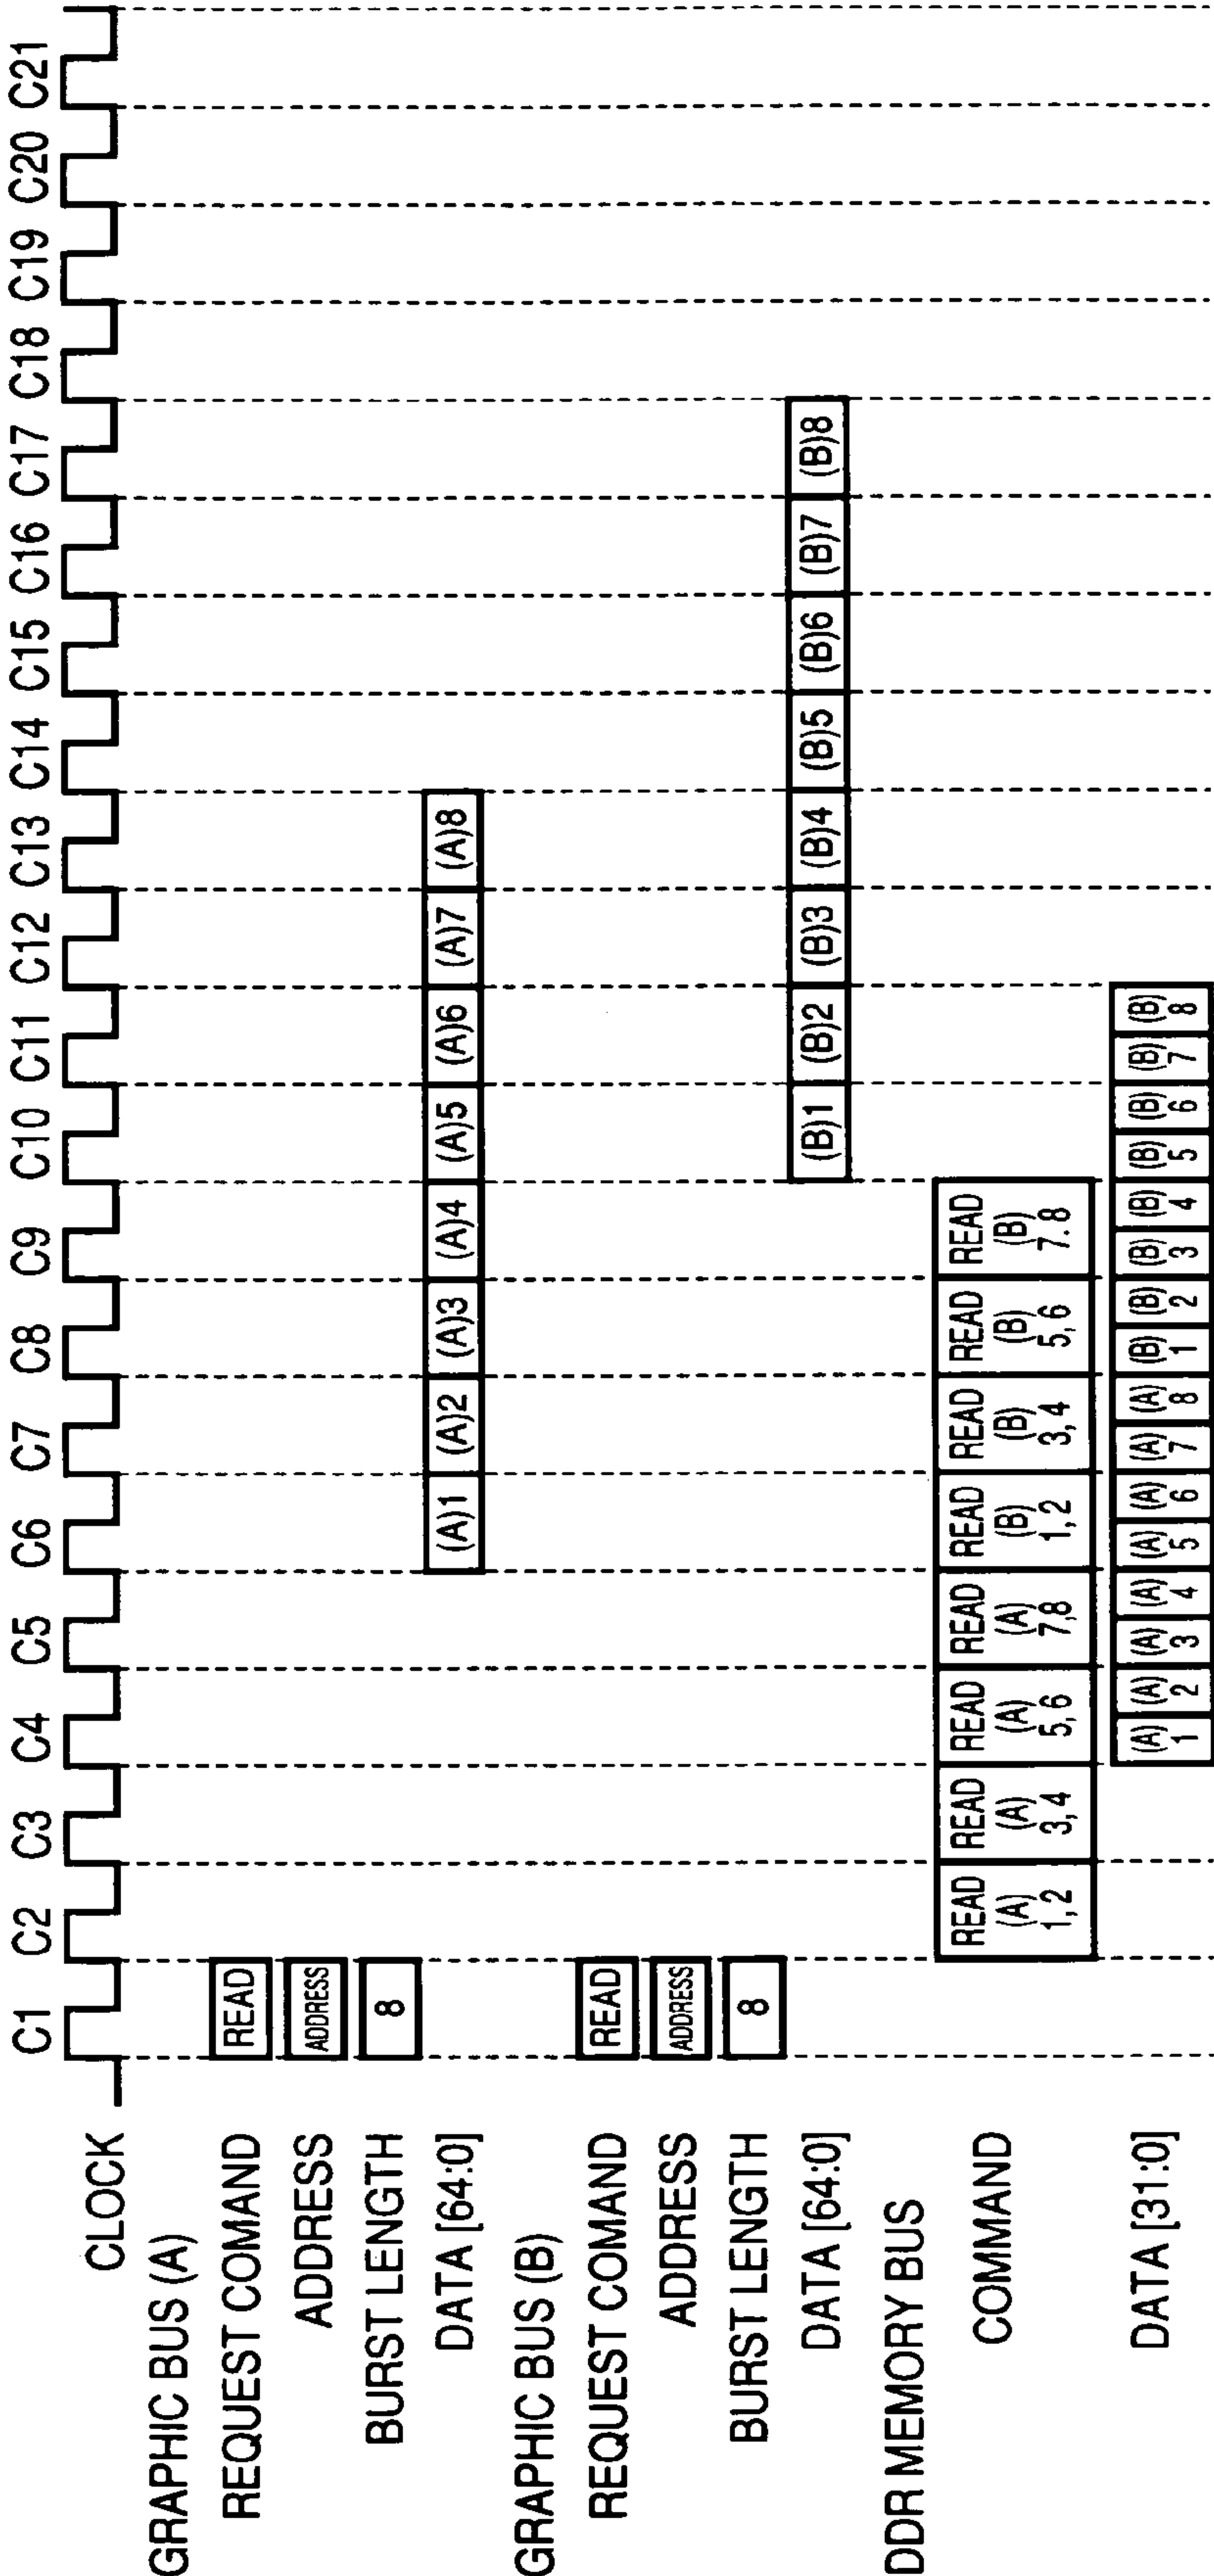 C1 C2 C3 C4 C5 C6 C7 C8 C9 C10 C11 C12 C13 C14 C15 C16 C17 C18 C19 C20 C21
CLOCK
GRAPHIC BUS (A)
REQUEST COMAND READ
ADDRESS ADDRESS
BURST LENGTH 8
DATA [64:0] (A)1 (A)2 (A)3 (A)4 (A)5 (A)6 (A)7 (A)8
GRAPHIC BUS (B)
REQUEST COMAND READ
ADDRESS ADDRESS
BURST LENGTH 8
DATA [64:0] (B)1 (B)2 (B)3 (B)4 (B)5 (B)6 (B)7 (B)8
DDR MEMORY BUS
READ READ READ READ READ READ READ READ
COMMAND (A) (A) (A) (A) (B) (B) (B) (B)
1, 2 3, 4 5, 6 7,8 1, 2 3, 4 5, 6 7. 8
DATA [31:0] (A) (A) (A) (A) (A) (A) (A) (A) (B) (B) (B) (B) (B) (B) (B) (B)
1 2 3 4 5 6 7 8 1 2 3 4 5 6 7 8